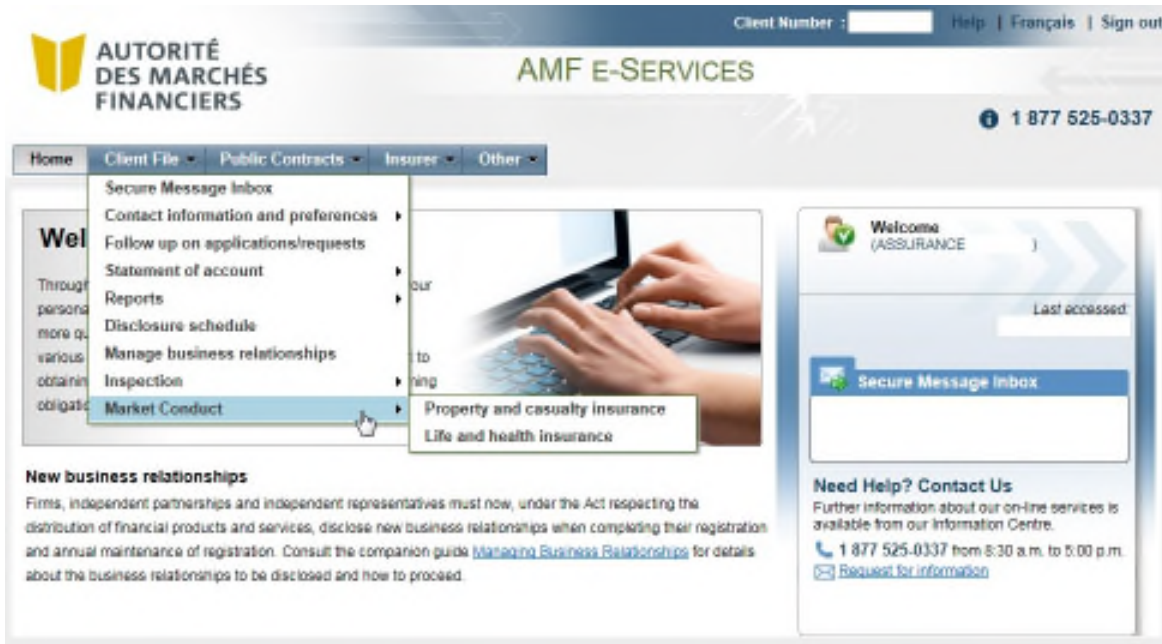 Client Number : Help | Français | Sign out
AUTORITÉ
DES MARCHÉS
FINANCIERS
AMF E-SERVICES
1 877 525-0337
Home Client File Public Contracts Insurer Other
Secure Message Inbox
Contact information and preferences
Follow up on applications/requests
Statement of account
Reports
Disclosure schedule
Manage business relationships
Inspection
Market Conduct
Property and casualty insurance
Life and health insurance
Wel
Through
our
persona
more qu
various
to
obtainin
ning
obligatio
Welcome
(ASSURANCE )
Last accessed:
Secure Message Inbox
New business relationships
Firms, independent partnerships and independent representatives must now, under the Act respecting the
distribution of financial products and services, disclose new business relationships when completing their registration
and annual maintenance of registration. Consult the companion guide Managing Business Relationships for details
about the business relationships to be disclosed and how to proceed.
Need Help? Contact Us
Further information about our on-line services is
available from our Information Centre.
1 877 525-0337 from 8:30 a.m. to 5:00 p.m.
Request for information